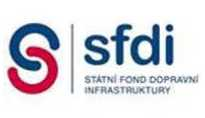 sfdi
STÁTNÍ FOND DOPRAVNÍ
INFRASTRUKTURY